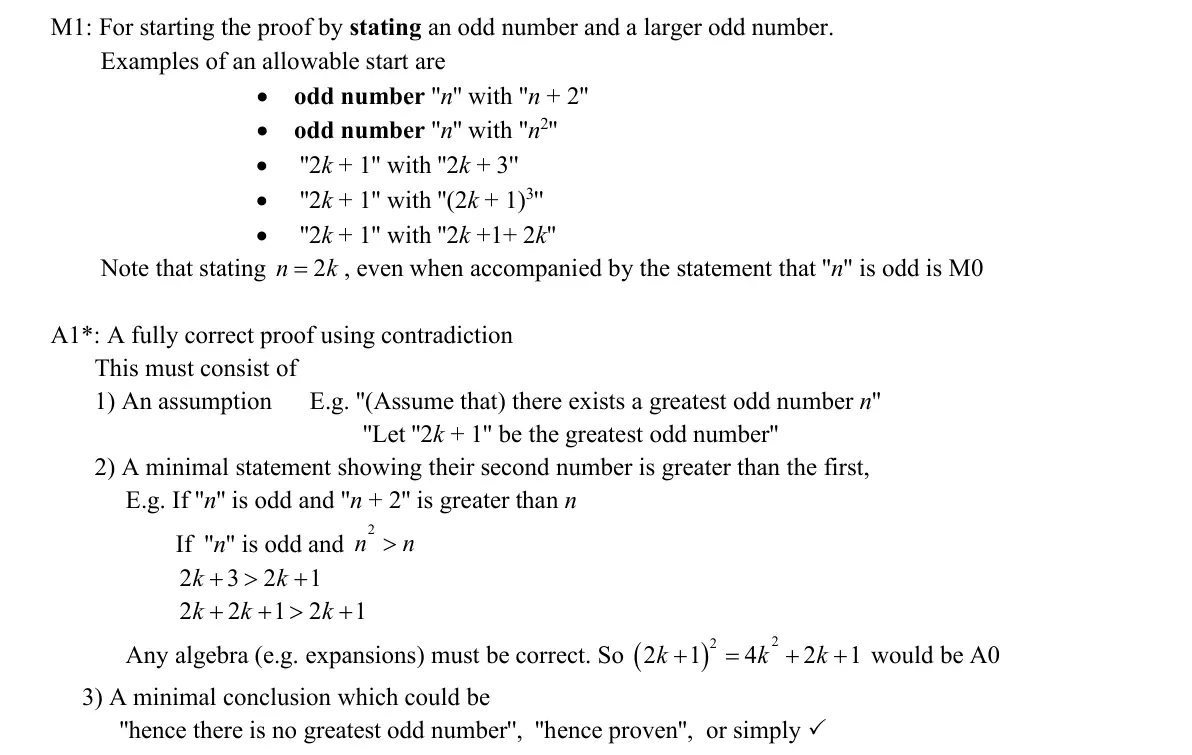 M1: For starting the proof by stating an odd number and a larger odd number.
Examples of an allowable start are
• odd number "n" with "n + 2"
• odd number "n" with "n²"
• "2k + 1" with "2k + 3"
• "2k + 1" with "(2k + 1)³"
• "2k + 1" with "2k +1+ 2k"
Note that stating n = 2k , even when accompanied by the statement that "n" is odd is M0
A1*: A fully correct proof using contradiction
This must consist of
1) An assumption E.g. "(Assume that) there exists a greatest odd number n"
"Let "2k + 1" be the greatest odd number"
2) A minimal statement showing their second number is greater than the first,
E.g. If "n" is odd and "n + 2" is greater than n
If "n" is odd and n² > n
2k + 3 > 2k + 1
2k + 2k + 1 > 2k + 1
Any algebra (e.g. expansions) must be correct. So (2k + 1)² = 4k² + 2k + 1 would be A0
3) A minimal conclusion which could be
"hence there is no greatest odd number", "hence proven", or simply ✓